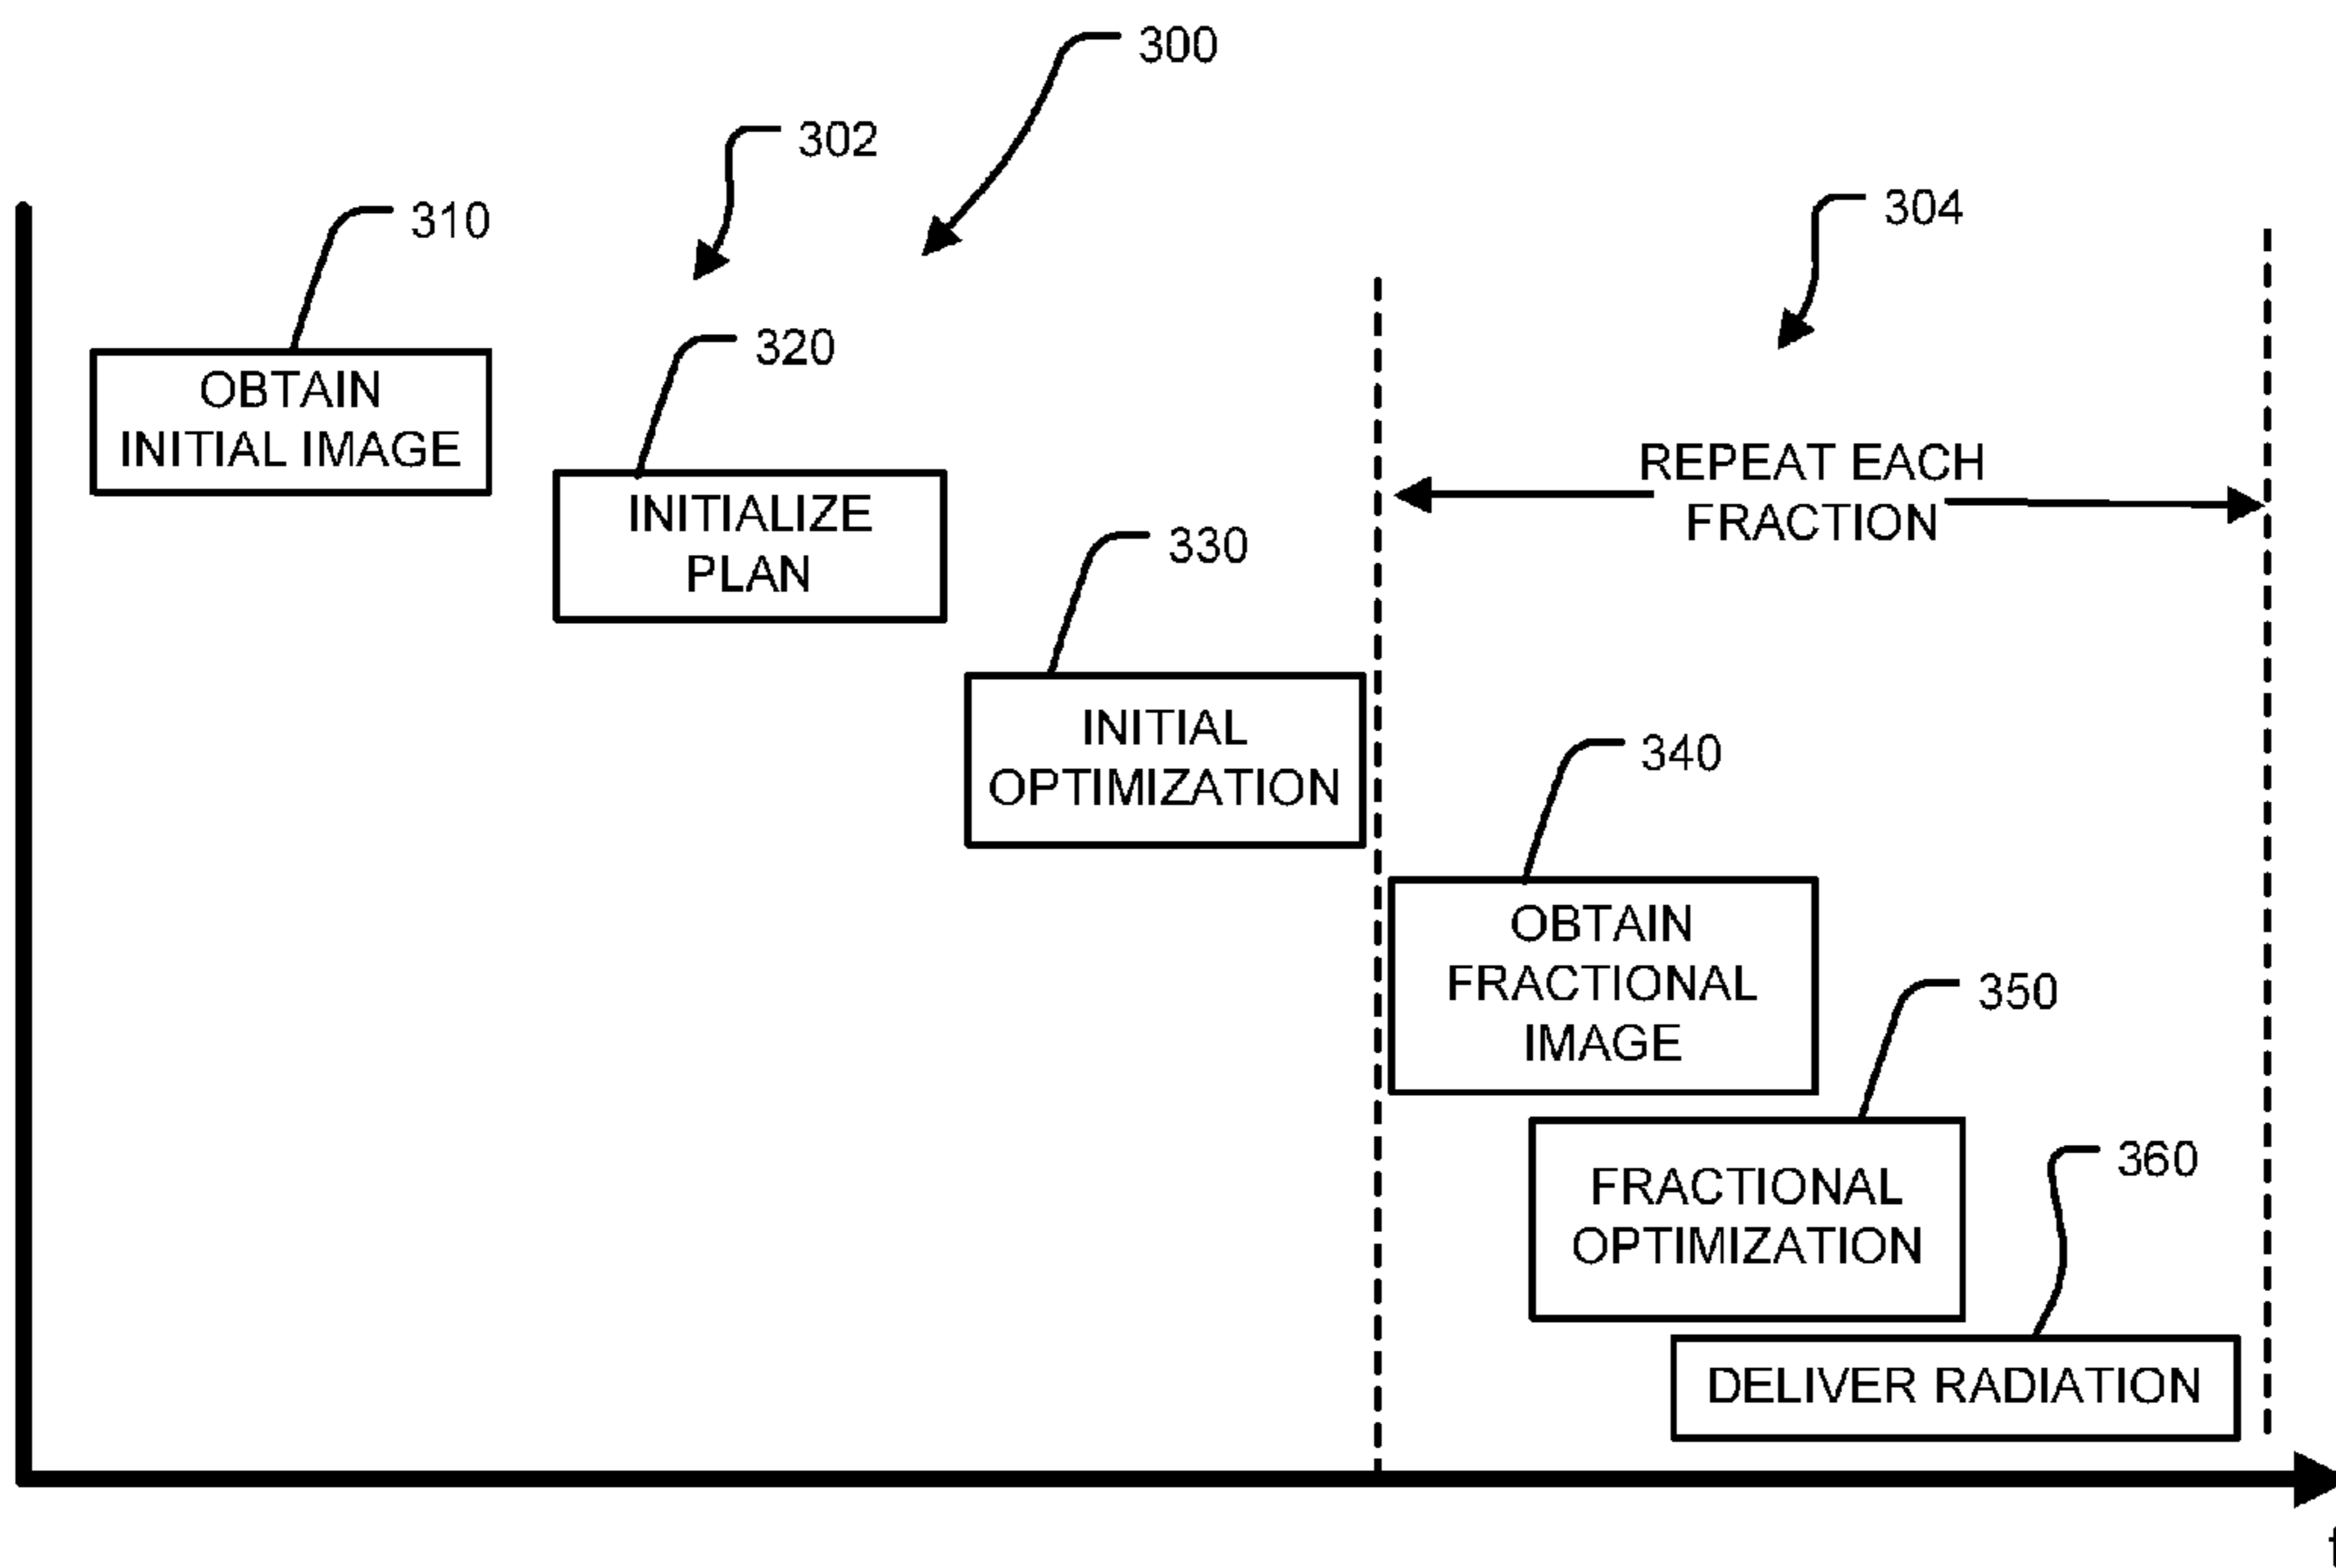 300
302
304
310
OBTAIN
INITIAL IMAGE
320
INITIALIZE
PLAN
REPEAT EACH
FRACTION
330
INITIAL
OPTIMIZATION
340
OBTAIN
FRACTIONAL
IMAGE
350
FRACTIONAL
OPTIMIZATION
360
DELIVER RADIATION